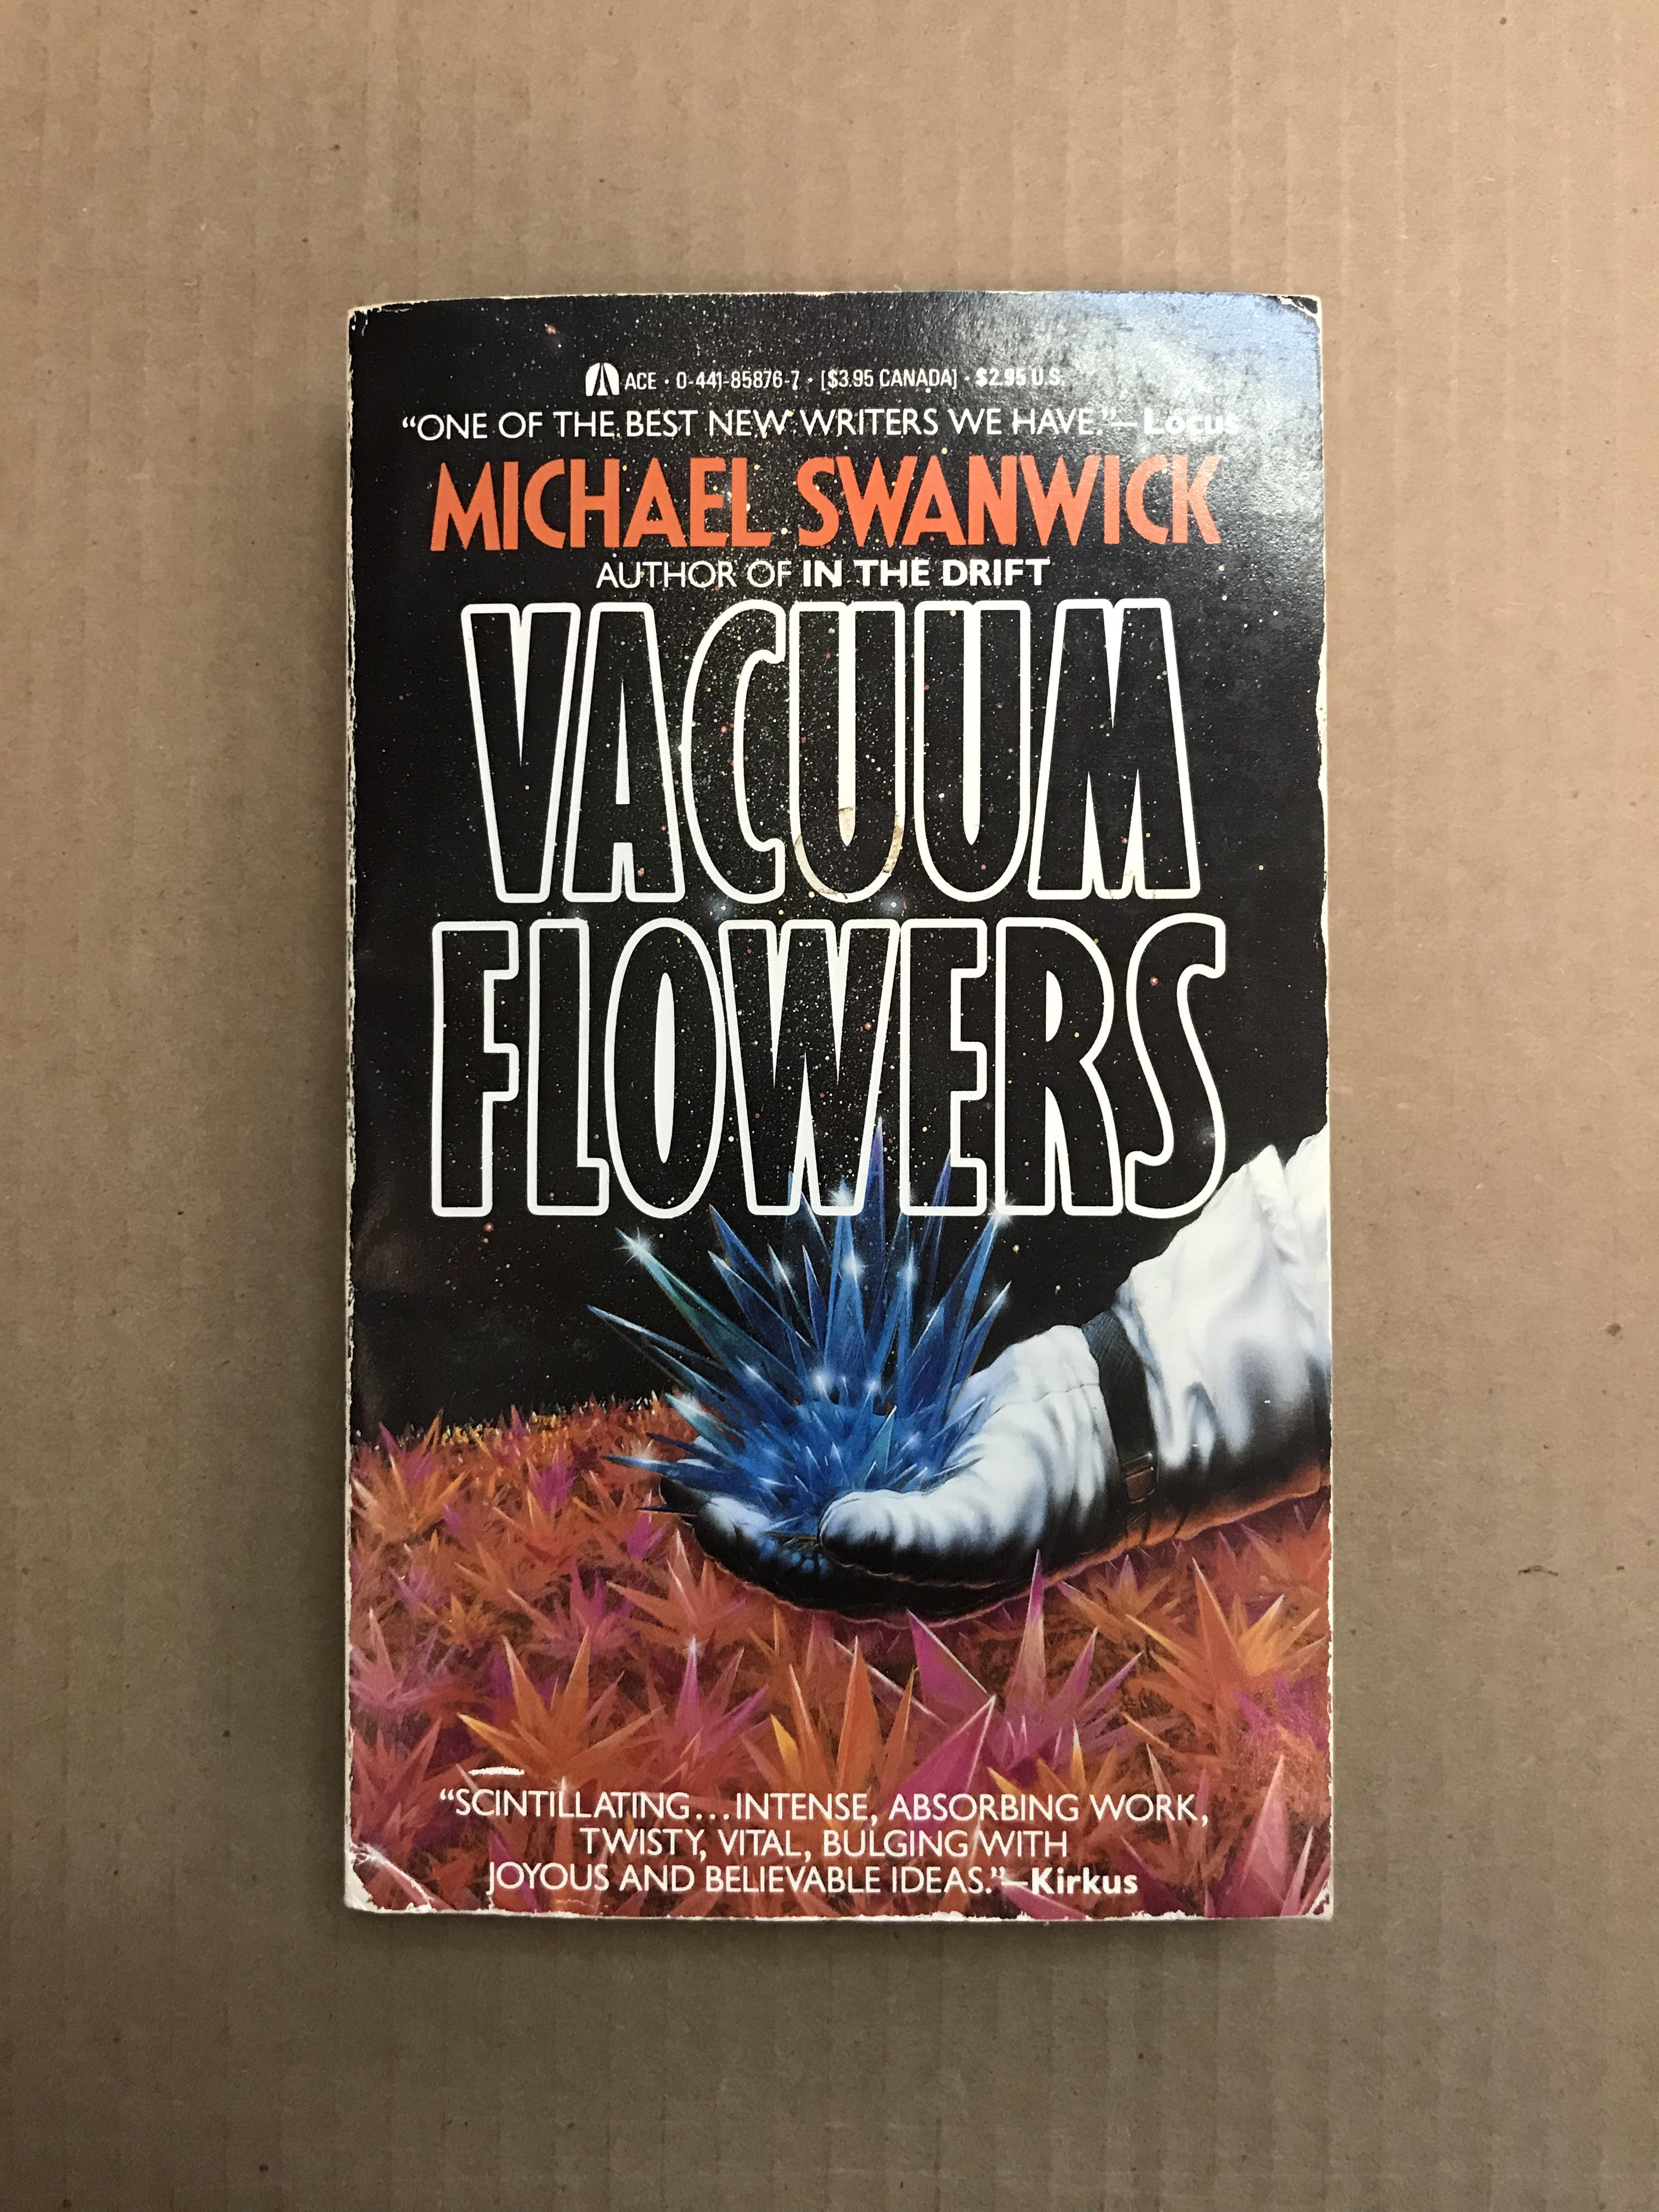 ACE • 0-441-85876-7 • [$3.95 CANADA] • $2.95 U.S.
“ONE OF THE BEST NEW WRITERS WE HAVE.”—Locus
MICHAEL SWANWICK
AUTHOR OF IN THE DRIFT
VACUUM
FLOWERS
“SCINTILLATING...INTENSE, ABSORBING WORK,
TWISTY, VITAL, BULGING WITH
JOYOUS AND BELIEVABLE IDEAS.”—Kirkus